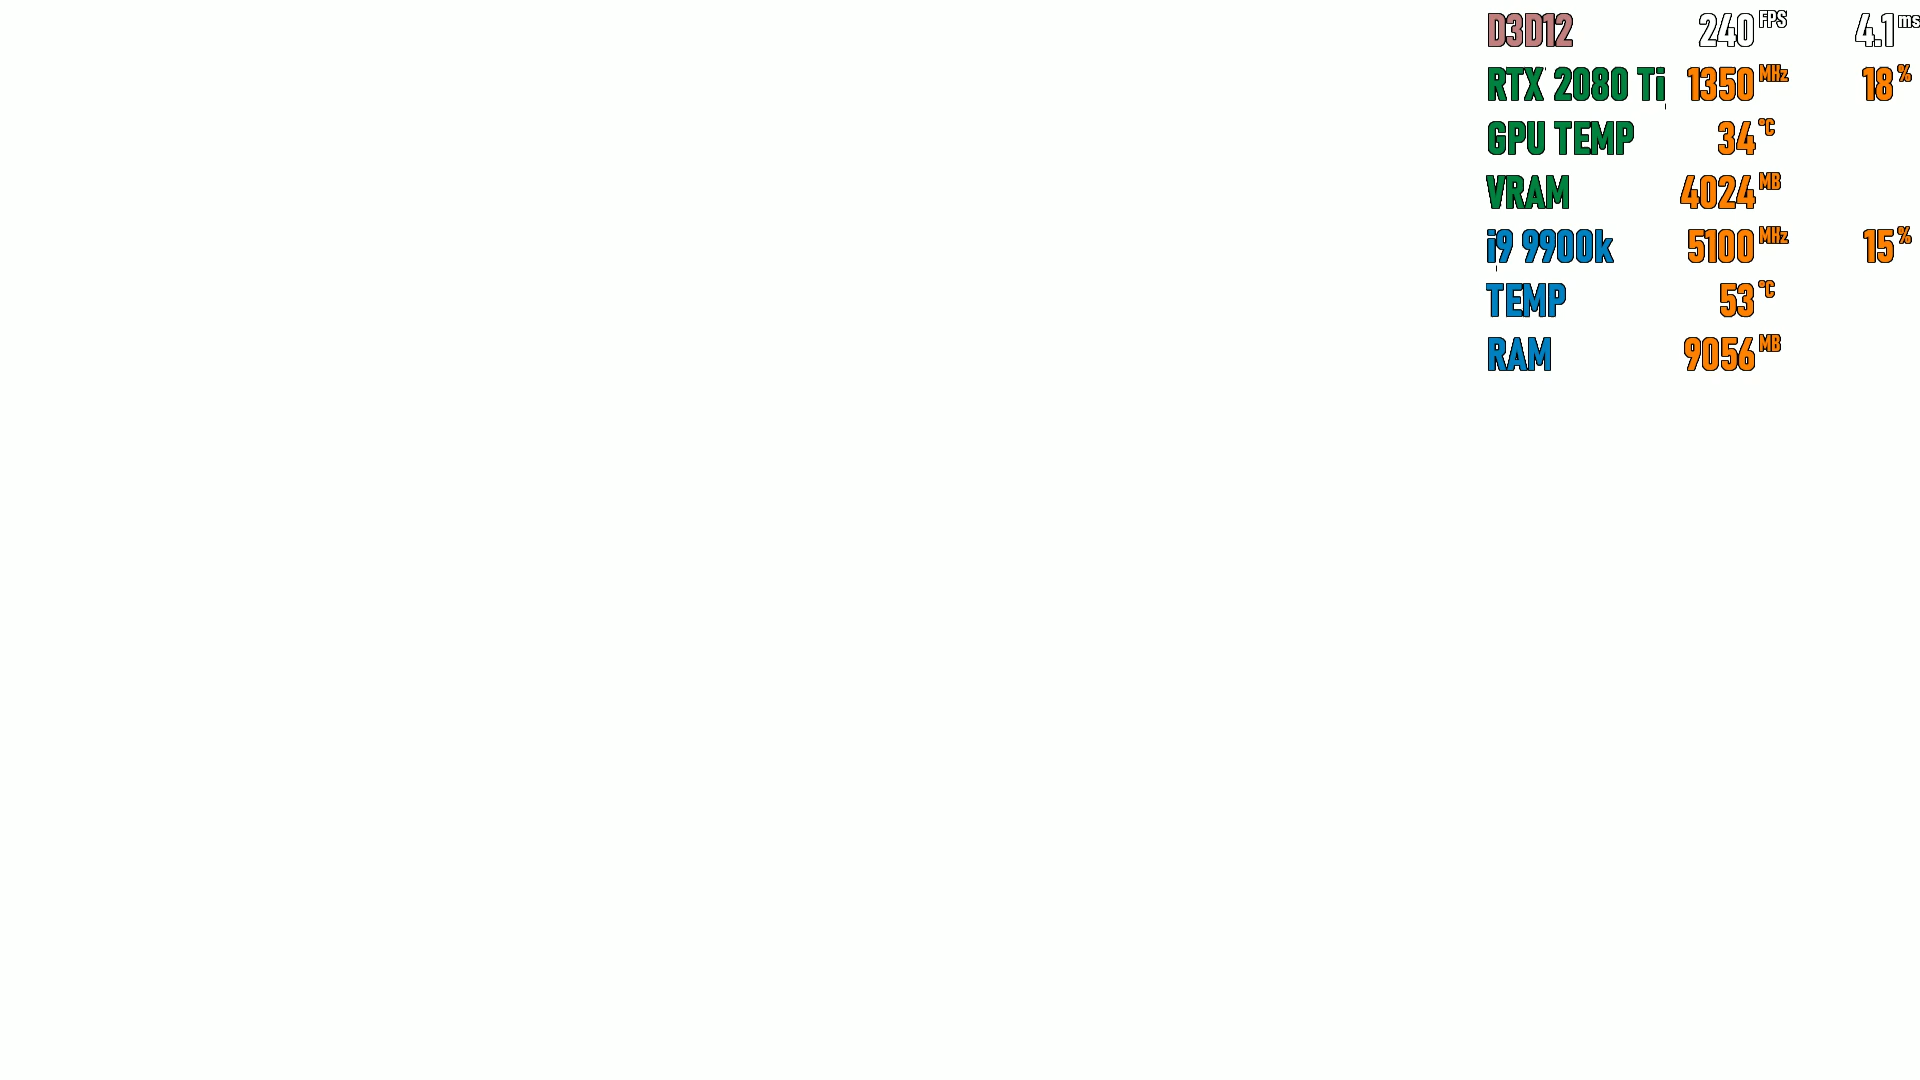 D3D12 240 FPS 4.1 ms
RTX 2080 Ti 1350 MHz 18 %
GPU TEMP 34 °C
VRAM 4024 MB
i9 9900k 5100 MHz 15 %
TEMP 53 °C
RAM 9056 MB